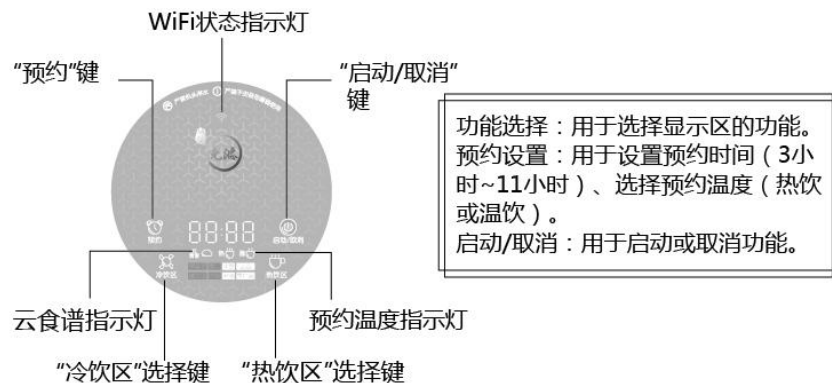 WiFi状态指示灯
“预约”键
“启动/取消”
键
功能选择：用于选择显示区的功能。
预约设置：用于设置预约时间（3小
时~11小时）、选择预约温度（热饮
或温饮）。
启动/取消：用于启动或取消功能。
预约
88:88
启动/取消
冷饮区
热饮区
云食谱指示灯
预约温度指示灯
“冷饮区”选择键
“热饮区”选择键